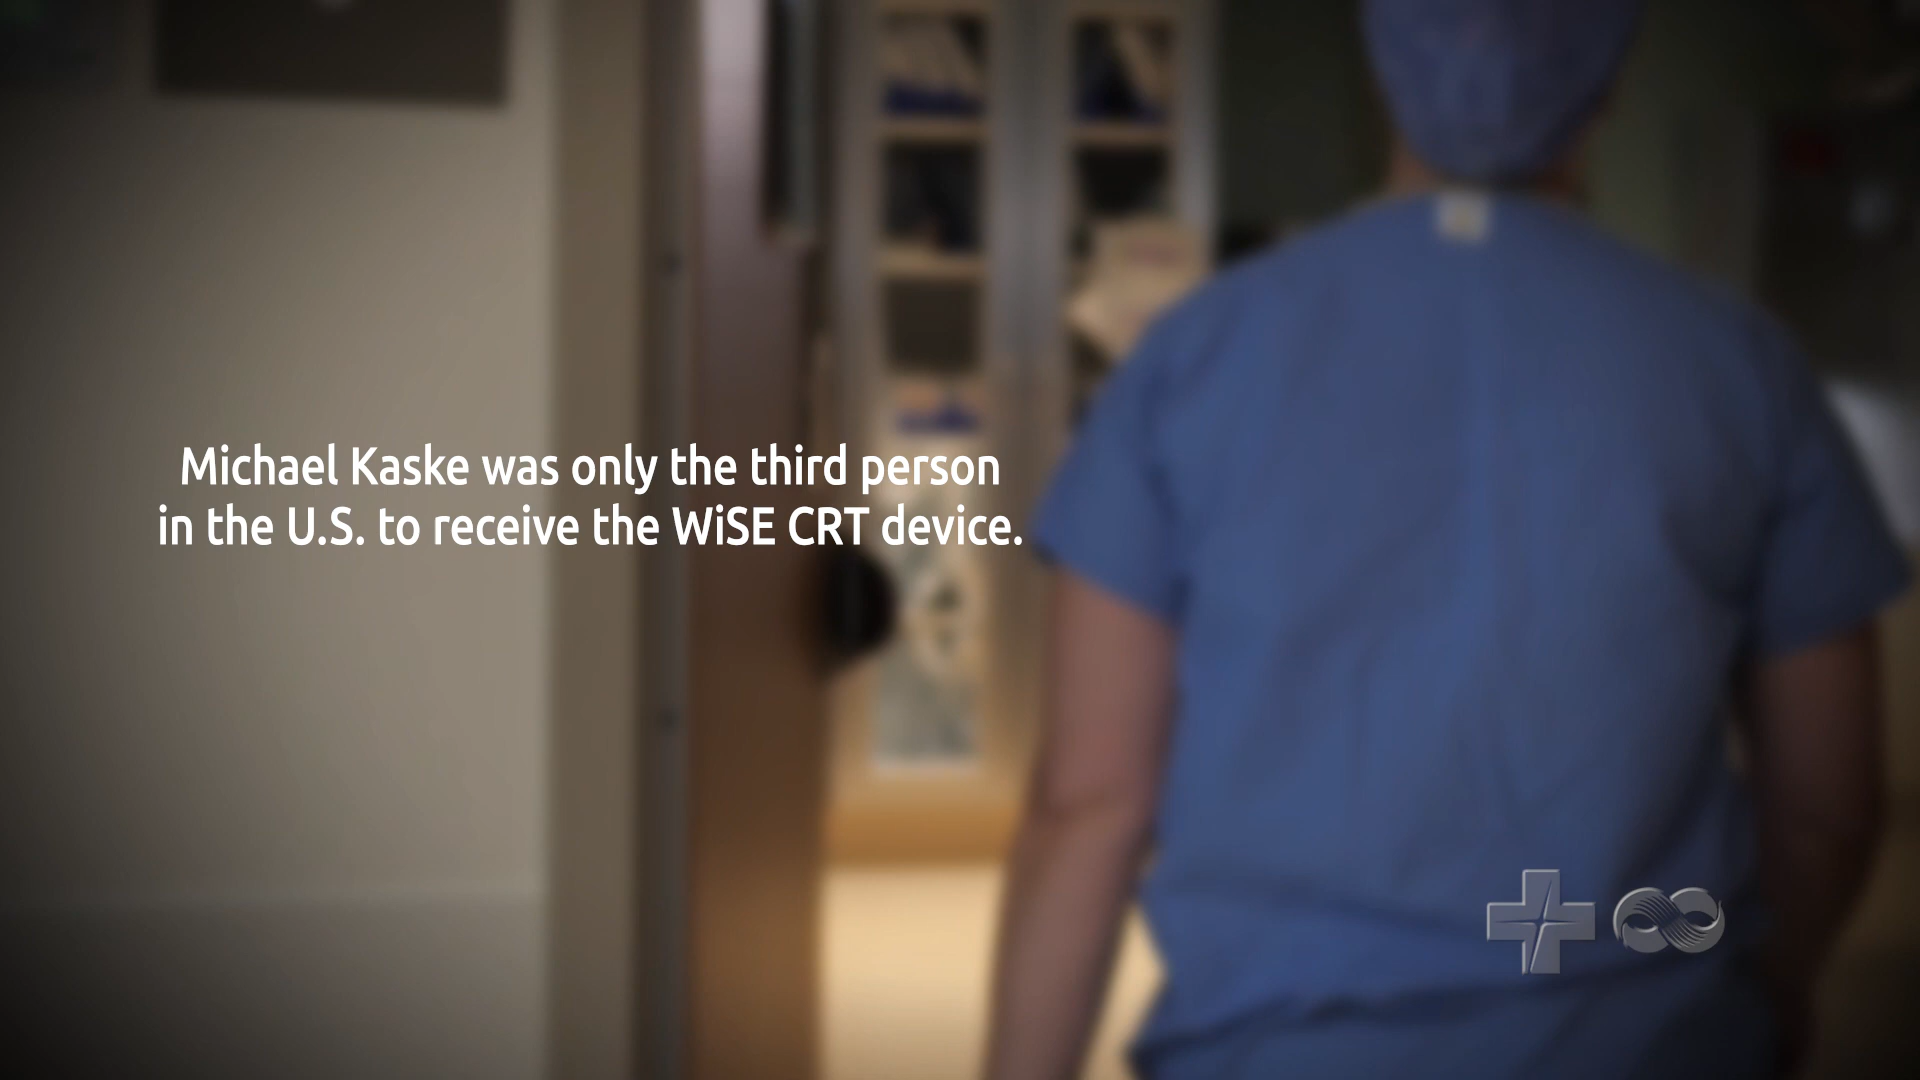 Michael Kaske was only the third person
in the U.S. to receive the WiSE CRT device.